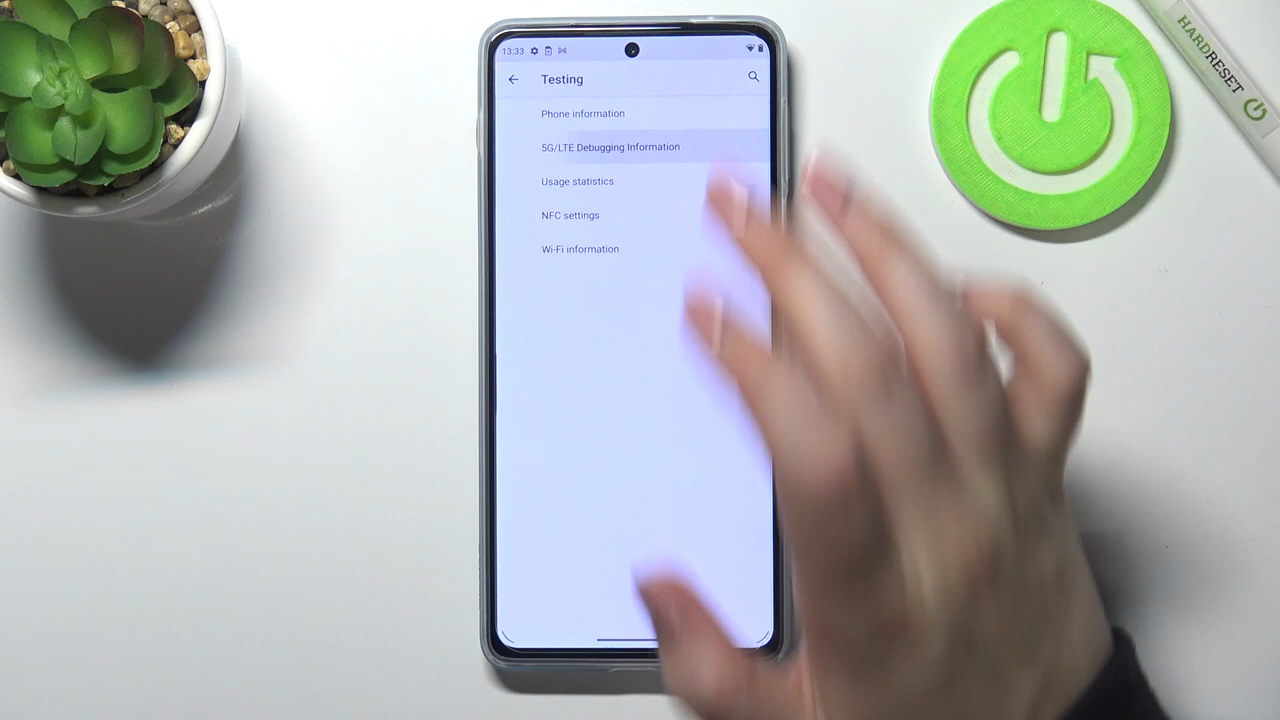 13:33
Testing
Phone information
5G/LTE Debugging Information
Usage statistics
NFC settings
Wi-Fi information
HARDRESET